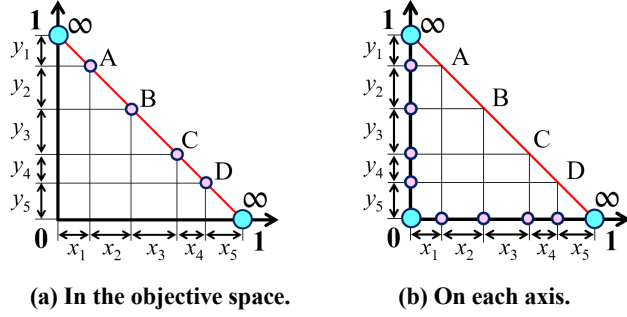 1 ∞
y1
A
y2
B
y3
C
y4
D
y5
∞
0
1
x1 x2 x3 x4 x5
(a) In the objective space.
1 ∞
y1
A
y2
B
y3
C
y4
D
y5
∞
0
1
x1 x2 x3 x4 x5
(b) On each axis.